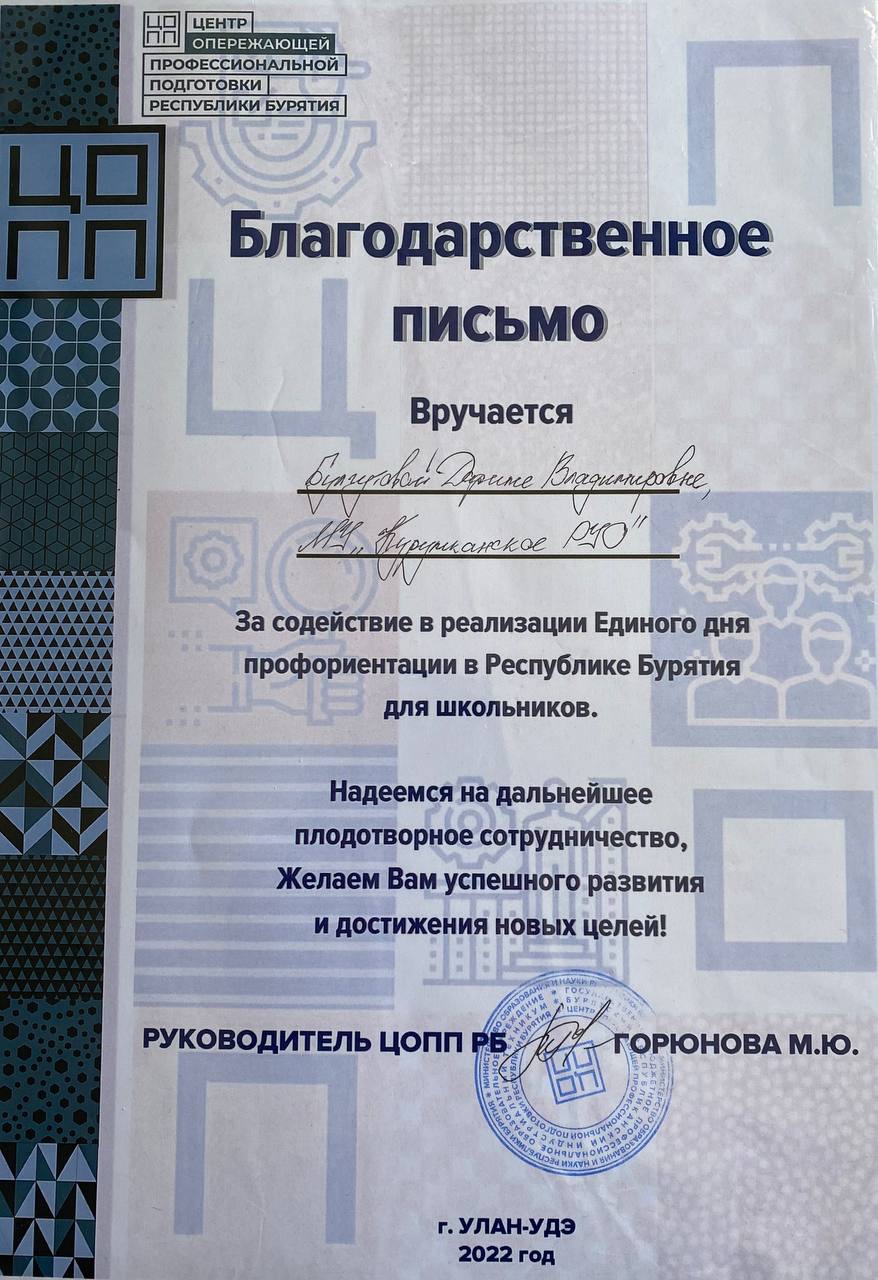 ЦЕНТР
ОПЕРЕЖАЮЩЕЙ
ПРОФЕССИОНАЛЬНОЙ
ПОДГОТОВКИ
РЕСПУБЛИКИ БУРЯТИЯ
ЦО
ПП
Благодарственное
письмо
Вручается
Дарине Владимировне,
МУ "Курумканское РУО"
За содействие в реализации Единого дня
профориентации в Республике Бурятия
для школьников.
Надеемся на дальнейшее
плодотворное сотрудничество,
Желаем Вам успешного развития
и достижения новых целей!
РУКОВОДИТЕЛЬ ЦОПП РБ ГОРЮНОВА М.Ю.
г. УЛАН-УДЭ
2022 год